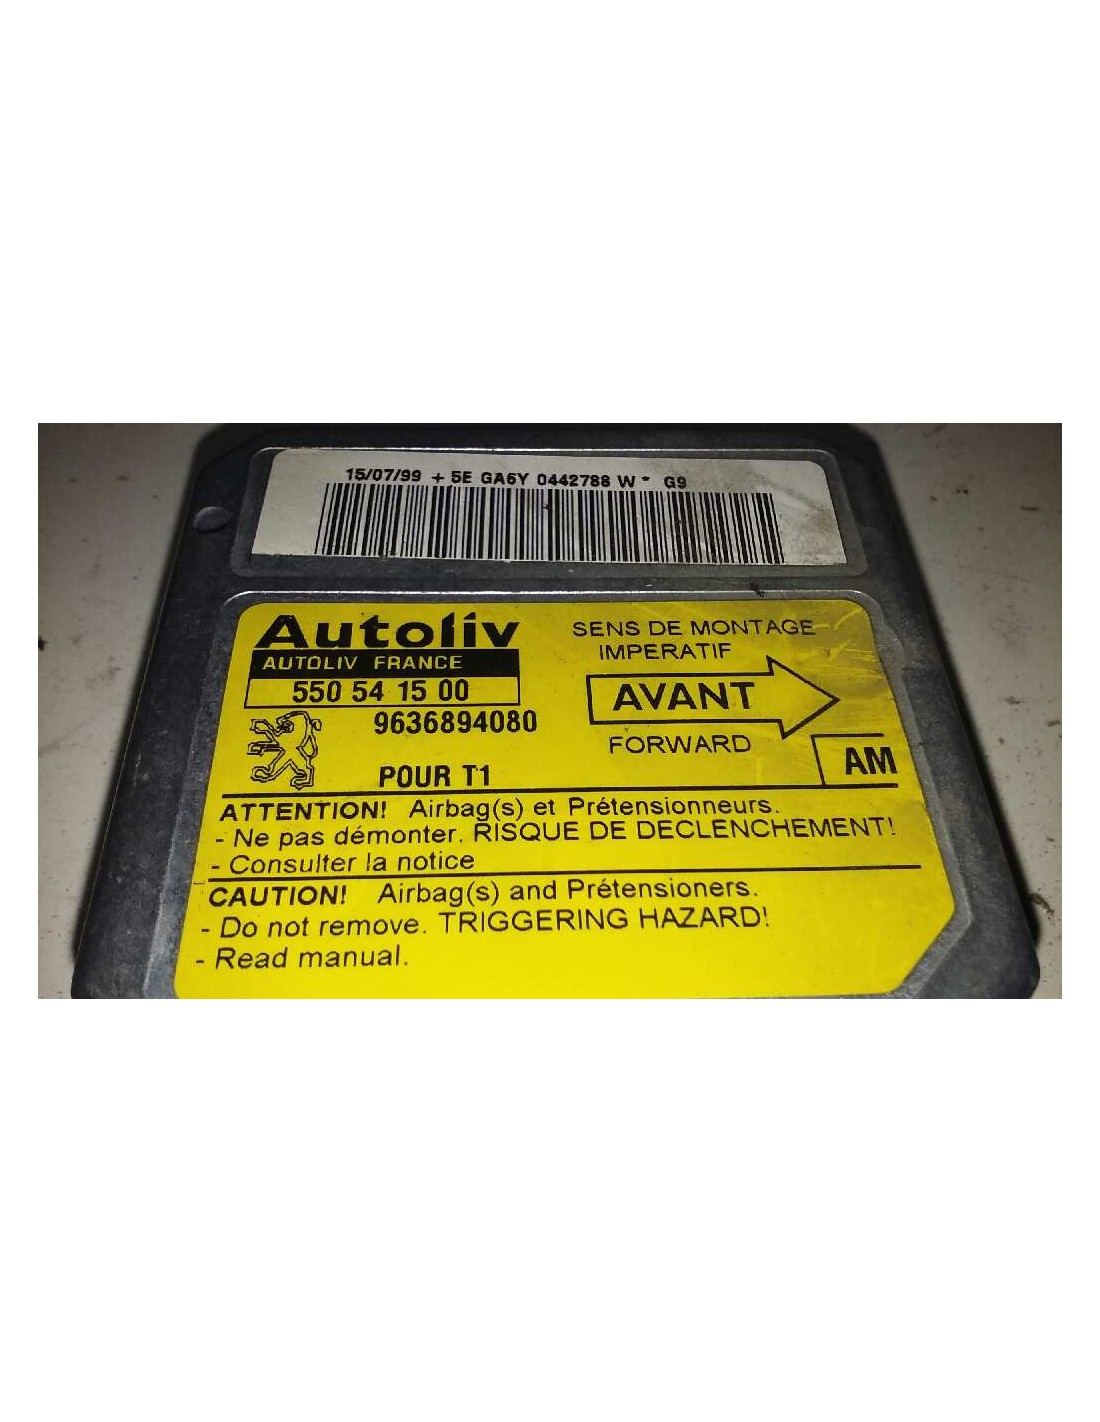 15/07/99 + 5E GA6Y 0442788 W * G9
Autoliv
AUTOLIV FRANCE
550 54 15 00
9636894080
POUR T1
SENS DE MONTAGE
IMPERATIF
AVANT
FORWARD
AM
ATTENTION! Airbag(s) et Prétensionneurs.
- Ne pas démonter. RISQUE DE DECLENCHEMENT!
- Consulter la notice
CAUTION! Airbag(s) and Prétensioners.
- Do not remove. TRIGGERING HAZARD!
- Read manual.